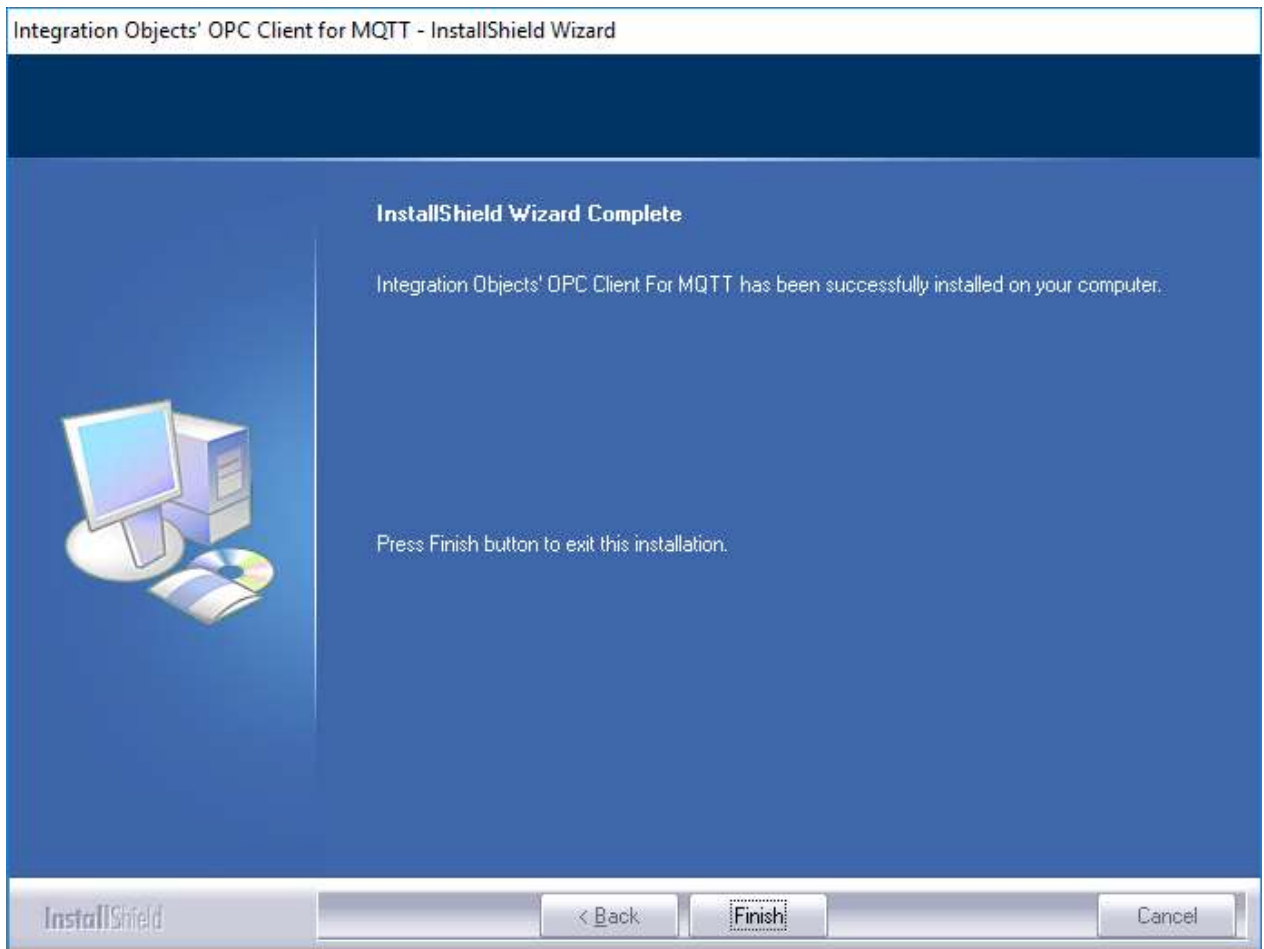 Integration Objects' OPC Client for MQTT - InstallShield Wizard
InstallShield Wizard Complete
Integration Objects' OPC Client For MQTT has been successfully installed on your computer.
Press Finish button to exit this installation.
InstallShield
< Back
Finish
Cancel